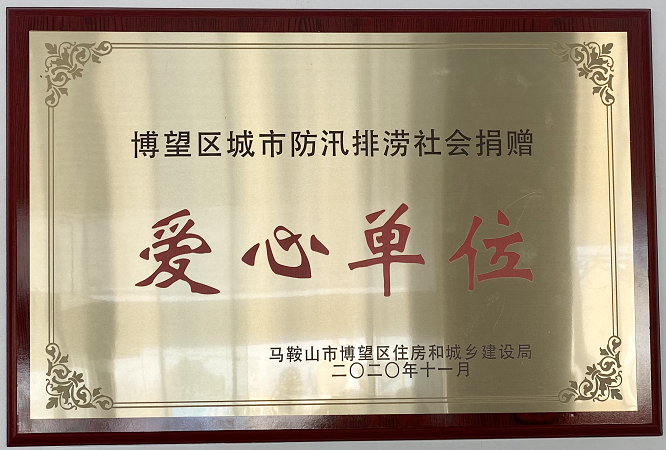 博望区城市防汛排涝社会捐赠
爱心单位
马鞍山市博望区住房和城乡建设局
二〇二〇年十一月